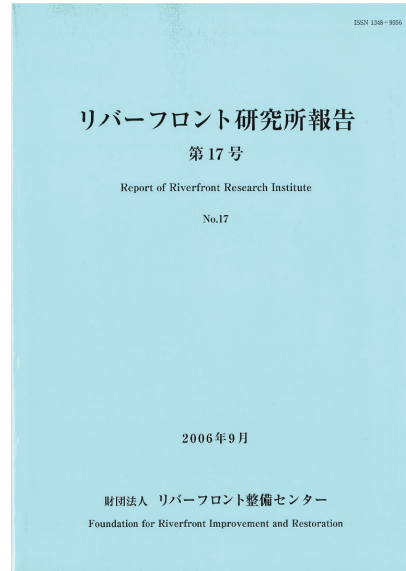 ISSN 1348-9356
リバーフロント研究所報告
第17号
Report of Riverfront Research Institute
No.17
2006年9月
財団法人 リバーフロント整備センター
Foundation for Riverfront Improvement and Restoration